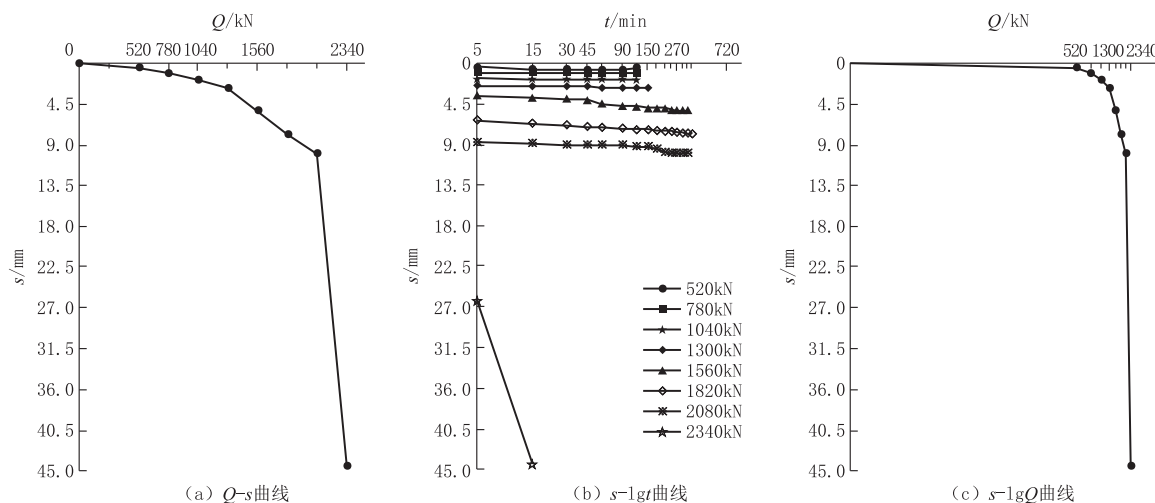 Q/kN
0 520 780 1040 1560 2340
0
4.5
9.0
13.5
18.0
22.5
27.0
31.5
36.0
40.5
45.0
s/mm
(a) Q-s曲线
t/min
5 15 30 45 90 150 270 720
0
4.5
9.0
13.5
18.0
22.5
27.0
31.5
36.0
40.5
45.0
s/mm
520kN
780kN
1040kN
1300kN
1560kN
1820kN
2080kN
2340kN
(b) s-lgt曲线
Q/kN
520 1300 2340
0
4.5
9.0
13.5
18.0
22.5
27.0
31.5
36.0
40.5
45.0
s/mm
(c) s-lgQ曲线